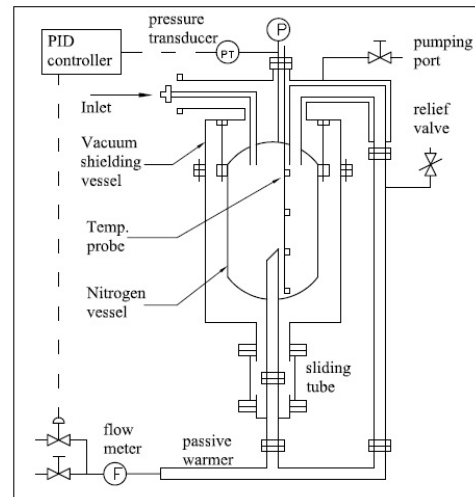 pressure
transducer
P
PID
controller
PT
pumping
port
Inlet
relief
valve
Vacuum
shielding
vessel
Temp.
probe
Nitrogen
vessel
sliding
tube
flow
meter
passive
warmer
F